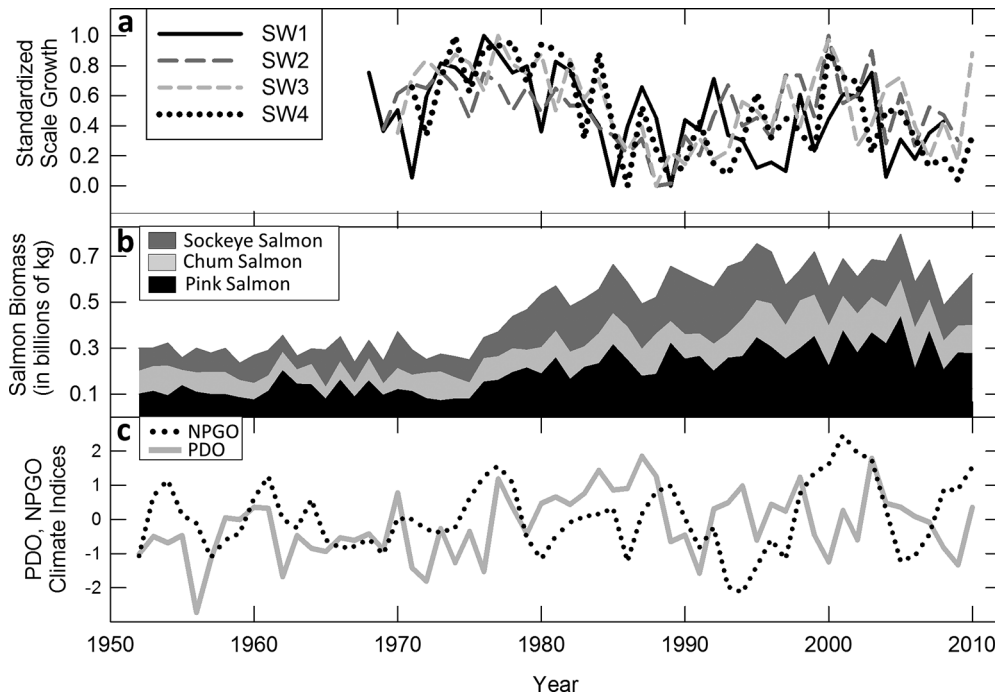 a
SW1
SW2
SW3
SW4
Standardized
Scale Growth
1.0
0.8
0.6
0.4
0.2
0.0
b
Sockeye Salmon
Chum Salmon
Pink Salmon
Salmon Biomass
(in billions of kg)
0.7
0.5
0.3
0.1
c
NPGO
PDO
PDO, NPGO
Climate Indices
2
1
0
-1
-2
1950
1960
1970
1980
1990
2000
2010
Year